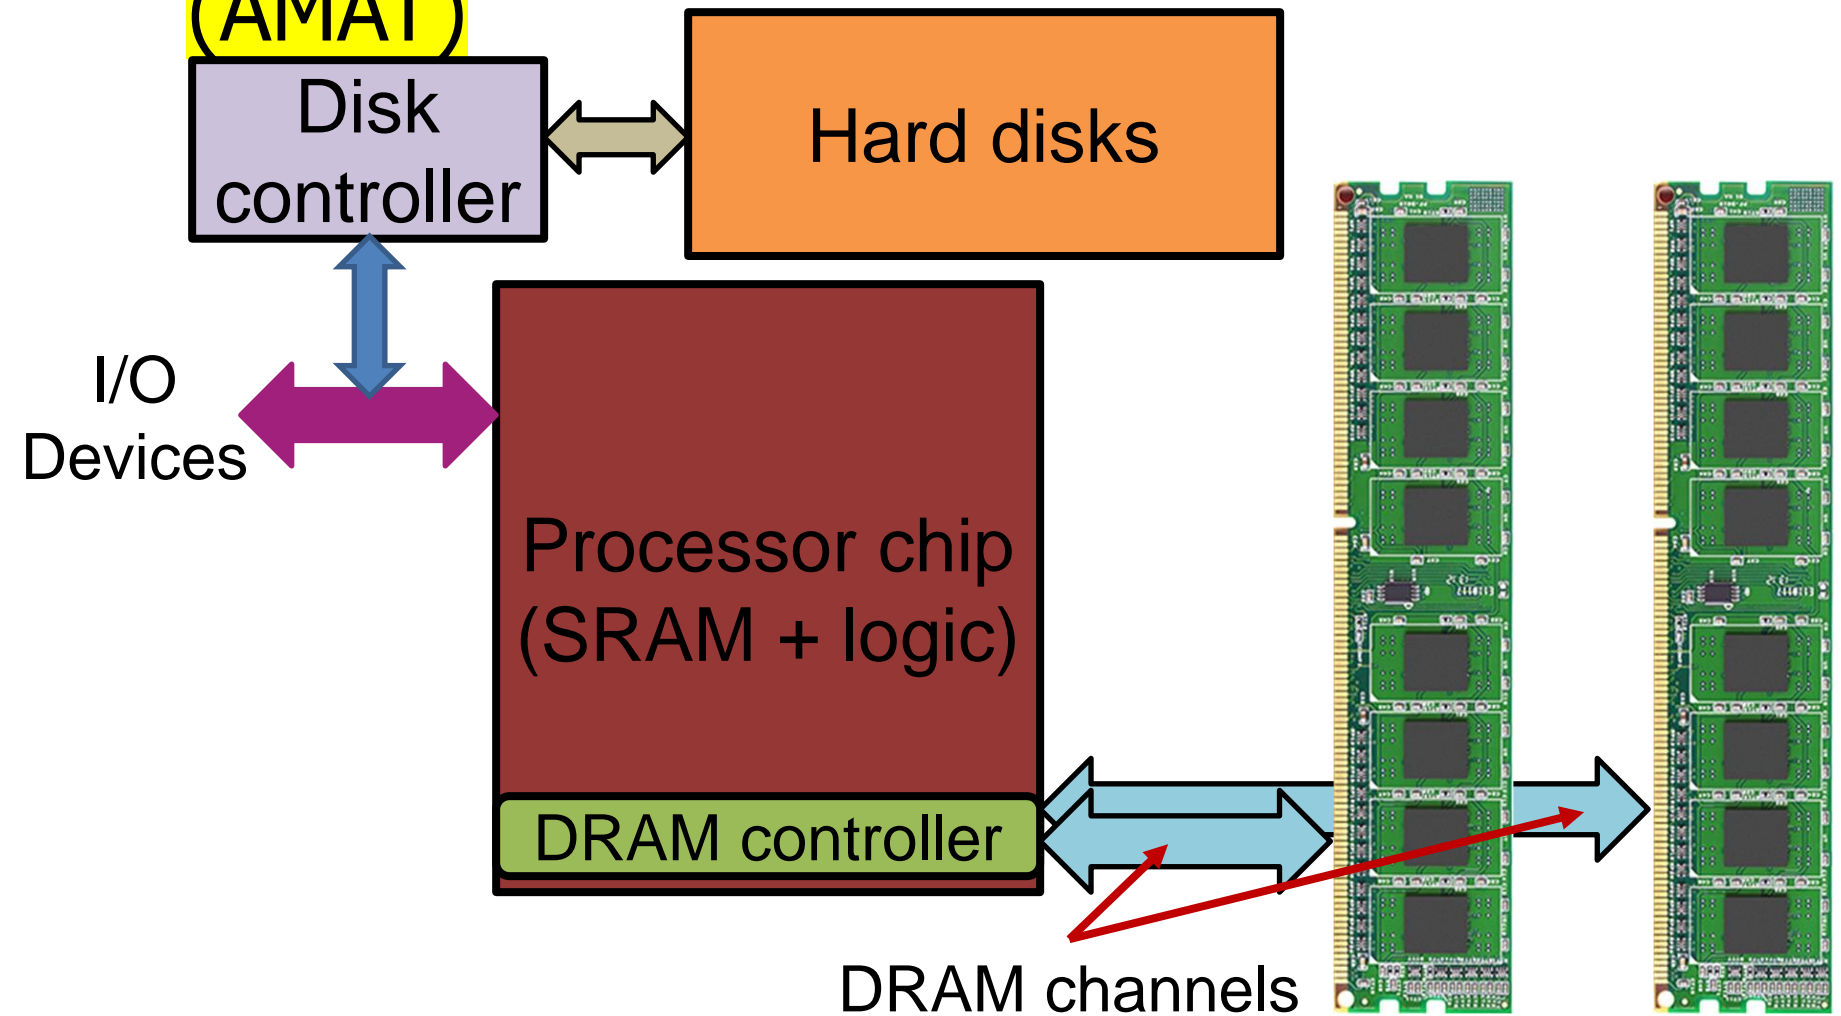 (AMAT)
Disk
controller
Hard disks
I/O
Devices
Processor chip
(SRAM + logic)
DRAM controller
DRAM channels